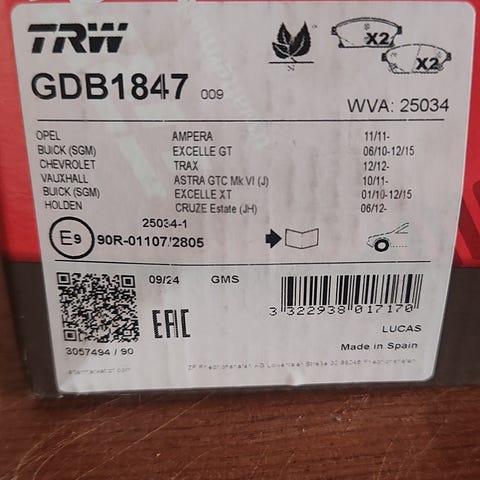 TRW
X2
X2
GDB1847 009
WVA: 25034
OPEL AMPERA 11/11-
BUICK (SGM) EXCELLE GT 06/10-12/15
CHEVROLET TRAX 12/12-
VAUXHALL ASTRA GTC Mk VI (J) 10/11-
BUICK (SGM) EXCELLE XT 01/10-12/15
HOLDEN CRUZE Estate (JH) 06/12-
25034-1
E9 90R-01107/2805
09/24 GMS
EAC
3 322938 017170
LUCAS
3057494 / 90
Made in Spain
ZF Friedrichshafen AG